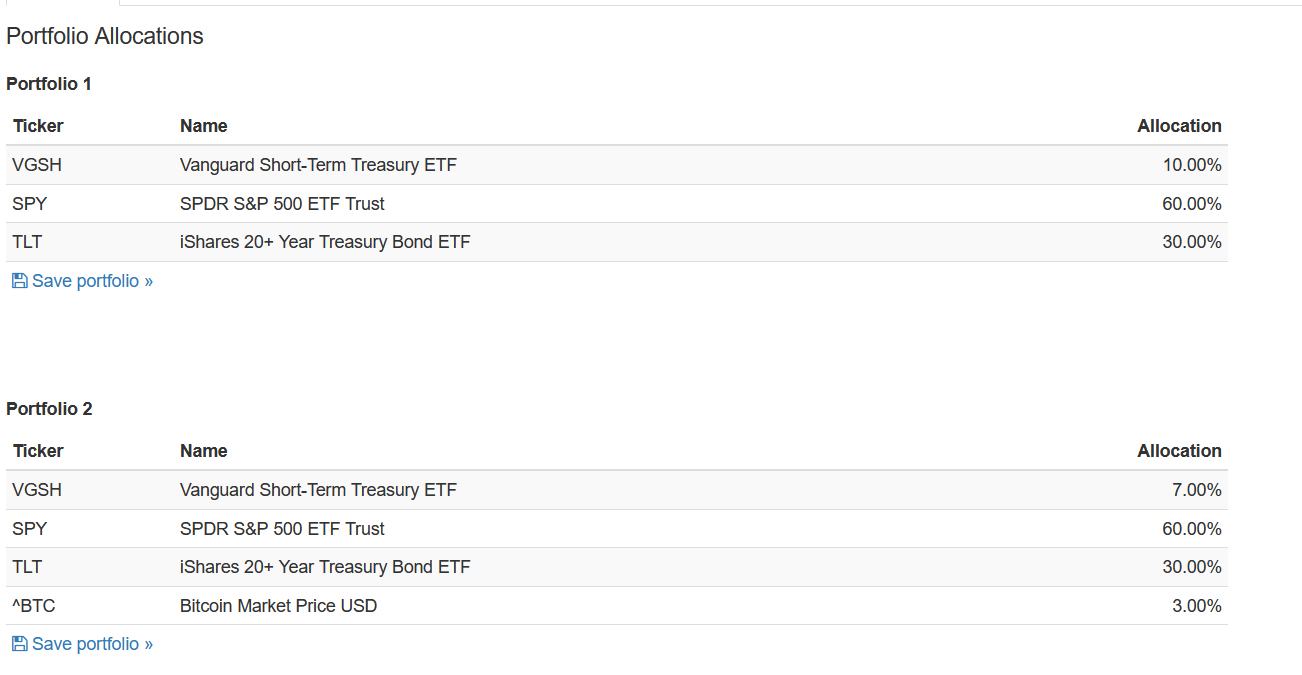 Portfolio Allocations
Portfolio 1
Ticker Name Allocation
VGSH Vanguard Short-Term Treasury ETF 10.00%
SPY SPDR S&P 500 ETF Trust 60.00%
TLT iShares 20+ Year Treasury Bond ETF 30.00%
Save portfolio »
Portfolio 2
Ticker Name Allocation
VGSH Vanguard Short-Term Treasury ETF 7.00%
SPY SPDR S&P 500 ETF Trust 60.00%
TLT iShares 20+ Year Treasury Bond ETF 30.00%
^BTC Bitcoin Market Price USD 3.00%
Save portfolio »